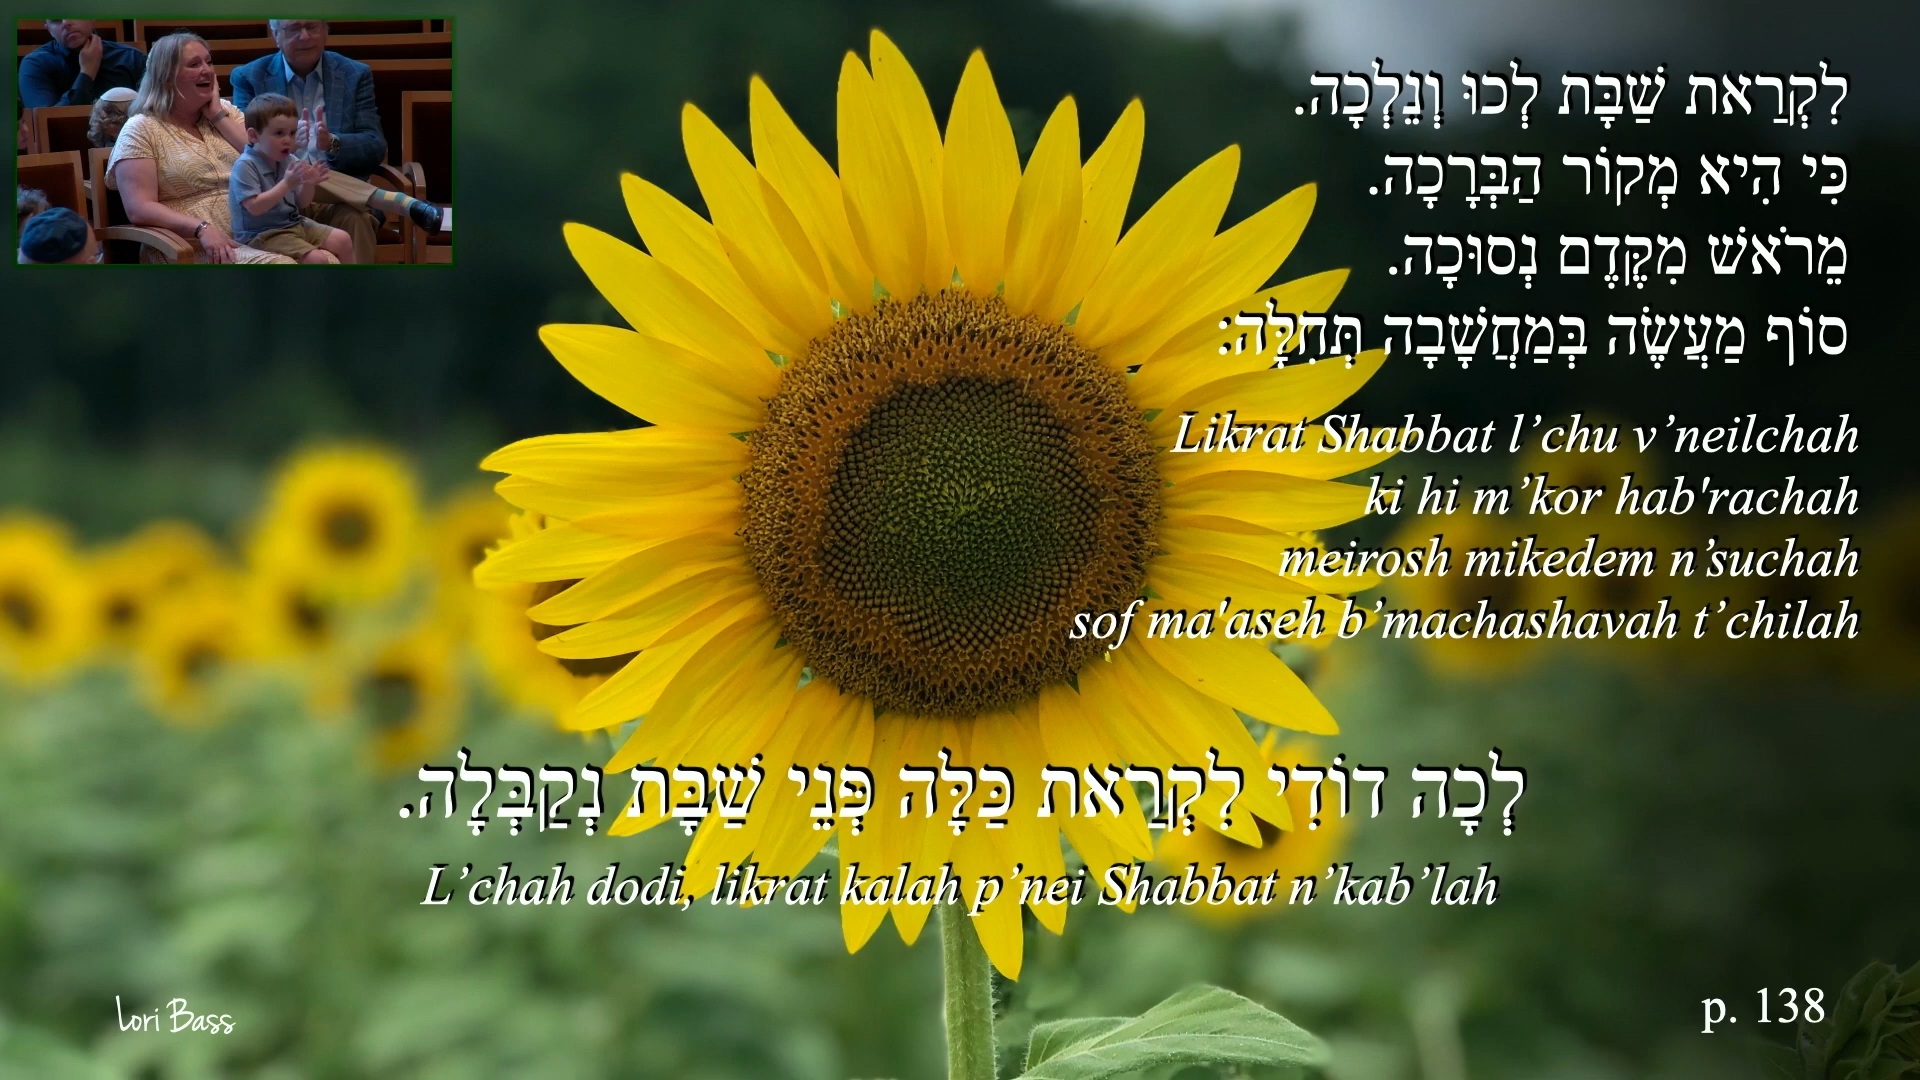 לִקְרַאת שַׁבָּת לְכוּ וְנֵלְכָה.
כִּי הִיא מְקוֹר הַבְּרָכָה.
מֵרֹאשׁ מִקֶּדֶם נְסוּכָה.
סוֹף מַעֲשֶׂה בְּמַחֲשָׁבָה תְּחִלָּה:
Likrat Shabbat l’chu v’neilchah
ki hi m’kor hab'rachah
meirosh mikedem n’suchah
sof ma'aseh b’machashavah t’chilah
לְכָה דוֹדִי לִקְרַאת כַּלָּה פְּנֵי שַׁבָּת נְקַבְּלָה.
L’chah dodi, likrat kalah p’nei Shabbat n’kab’lah
Lori Bass
p. 138